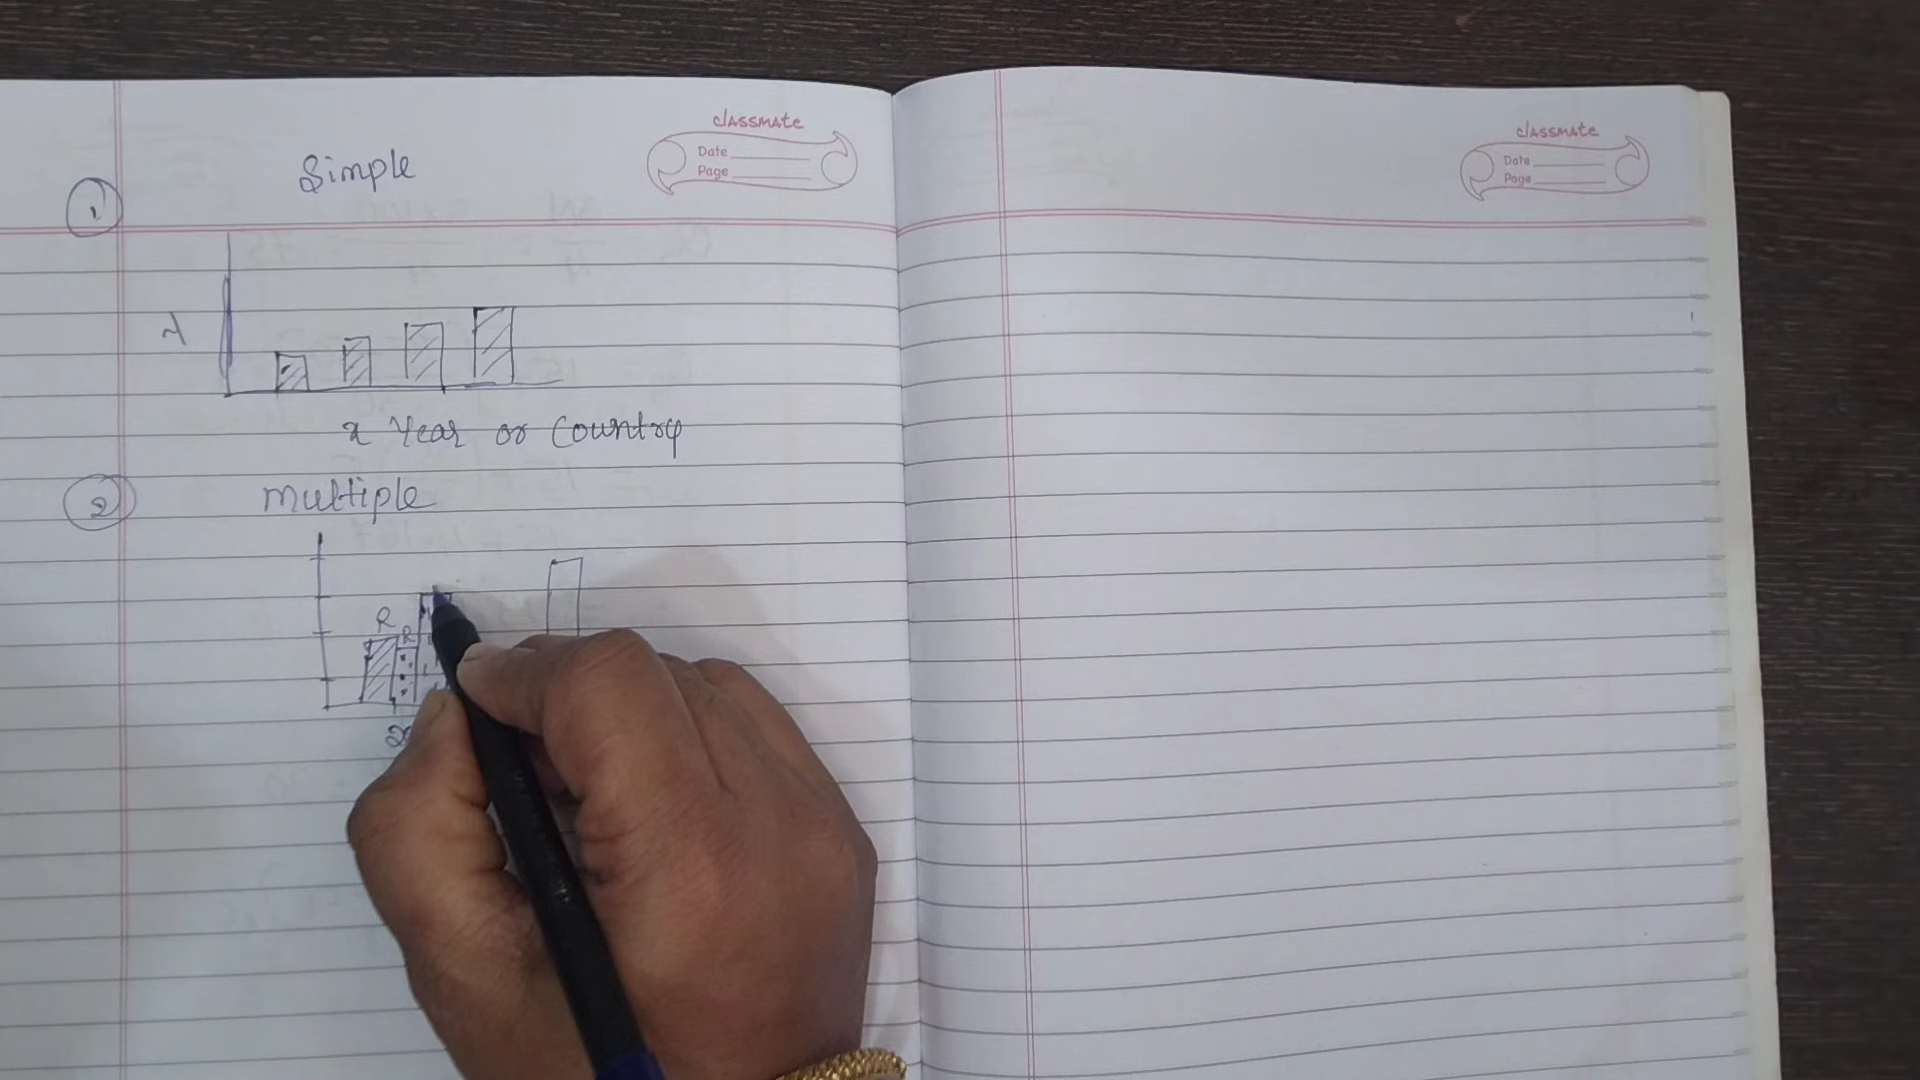 classmate
Date
Page
Simple
1
y
x Year or Country
2
multiple
R
R
classmate
Date
Page